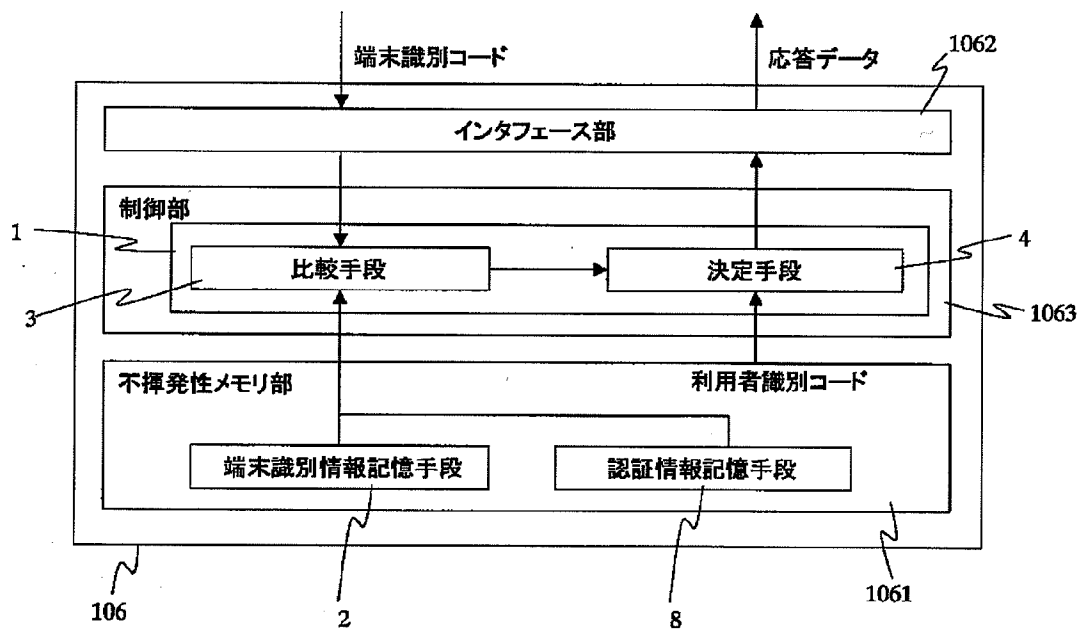 端末識別コード
応答データ
1062
インタフェース部
制御部
1
比較手段
決定手段
4
3
1063
不揮発性メモリ部
利用者識別コード
端末識別情報記憶手段
認証情報記憶手段
106
2
8
1061